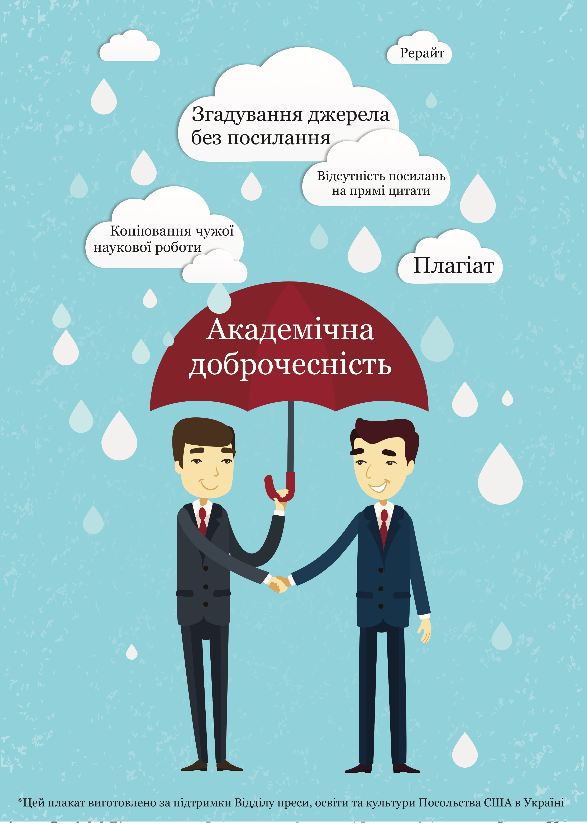 Рерайт
Згадування джерела
без посилання
Відсутність посилань
на прямі цитати
Копіювання чужої
наукової роботи
Плагіат
Академічна
доброчесність
*Цей плакат виготовлено за підтримки Відділу преси, освіти та культури Посольства США в Україні